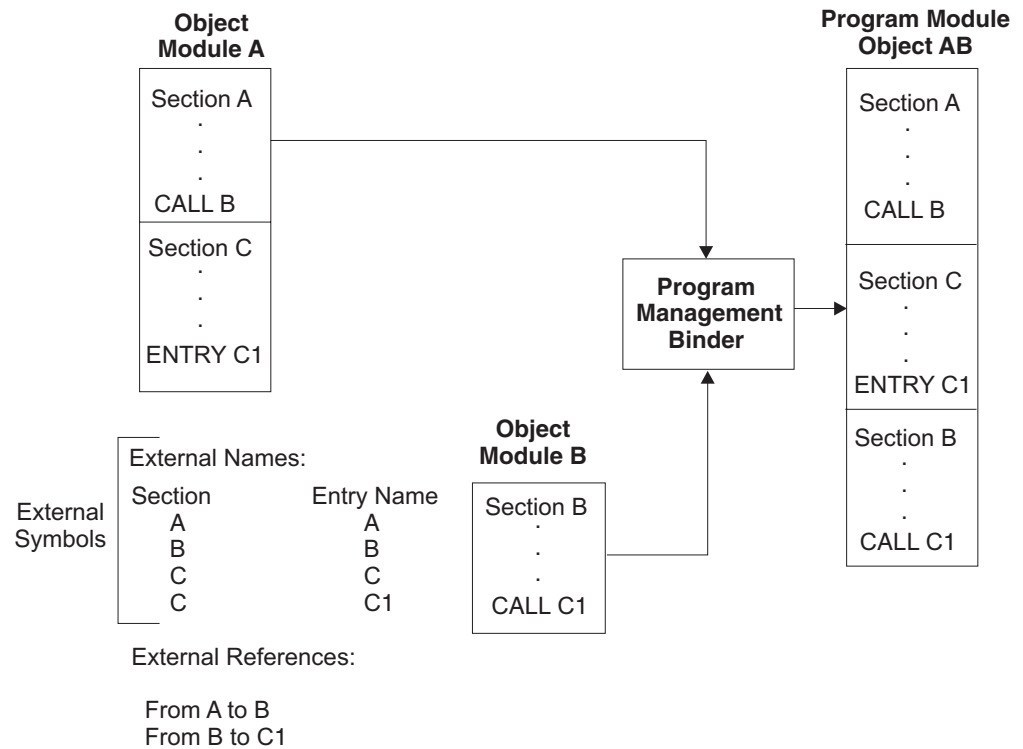 Object
Module A
Section A
.
.
.
CALL B
Section C
.
.
.
ENTRY C1
Program Module
Object AB
Section A
.
.
.
CALL B
Section C
.
.
.
ENTRY C1
Section B
.
.
.
CALL C1
Program
Management
Binder
Object
Module B
Section B
.
.
.
CALL C1
External
Symbols
External Names:
Section Entry Name
A A
B B
C C
C C1
External References:
From A to B
From B to C1